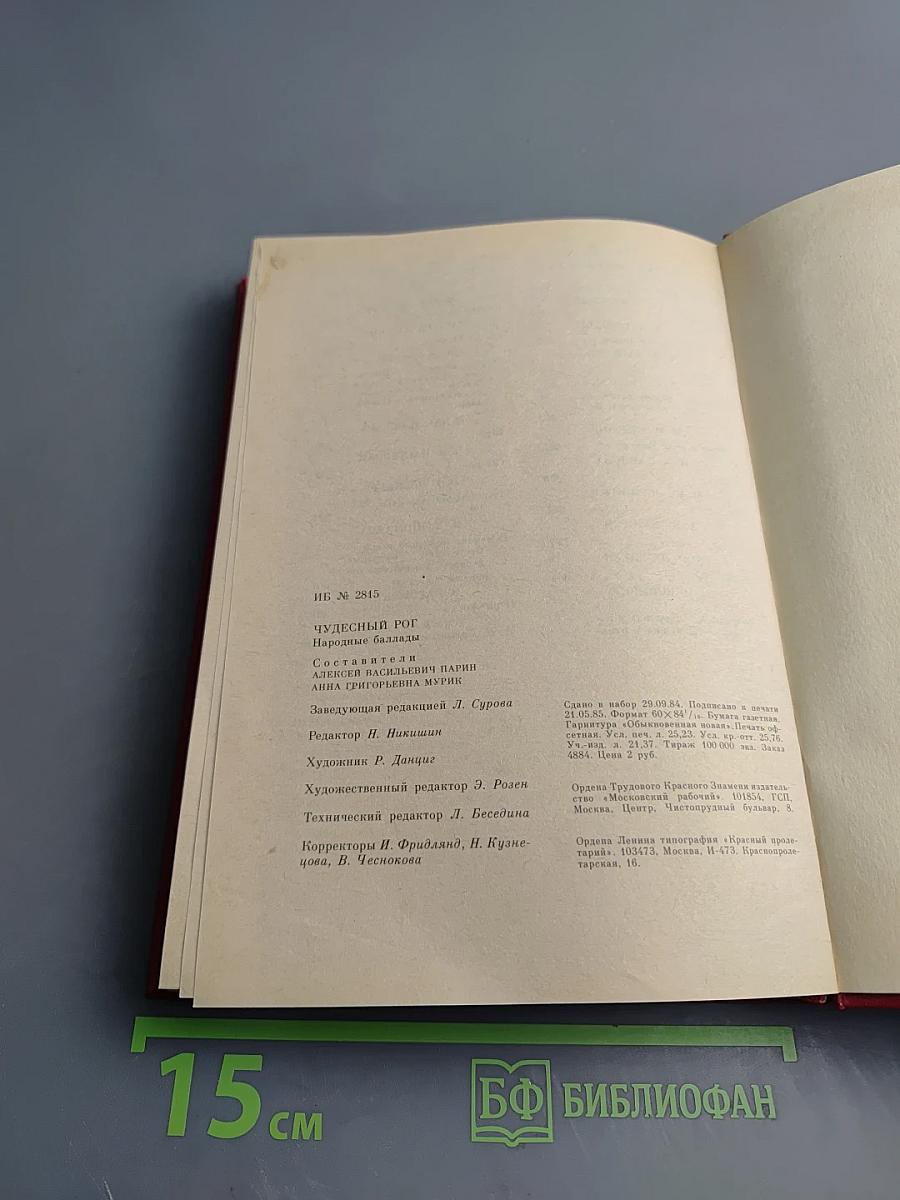 ИБ № 2845
ЧУДЕСНЫЙ РОГ
Народные баллады
Составители
АЛЕКСЕЙ ВАСИЛЬЕВИЧ ПАРИН
АННА ГРИГОРЬЕВНА МУРИК
Заведующая редакцией Л. Сурова
Редактор Н. Никишин
Художник Р. Данциг
Художественный редактор Э. Розен
Технический редактор Л. Беседина
Корректоры И. Фридлянд, Н. Кузне-
цова, В. Чеснокова
Сдано в набор 29.09.84. Подписано к печати
21.05.85. Формат 60×84 1/16. Бумага газетная.
Гарнитура «Обыкновенная новая». Печать оф-
сетная. Усл. печ. л. 25,23. Усл. кр.-отт. 25,76.
Уч.-изд. л. 21,37. Тираж 100 000 экз. Заказ
4884. Цена 2 руб.
Ордена Трудового Красного Знамени издатель-
ство «Московский рабочий». 101854, ГСП,
Москва, Центр, Чистопрудный бульвар, 8.
Ордена Ленина типография «Красный проле-
тарий». 103473, Москва, И-473. Краснопроле-
тарская, 16.
15 см
БФ БИБЛИОФАН